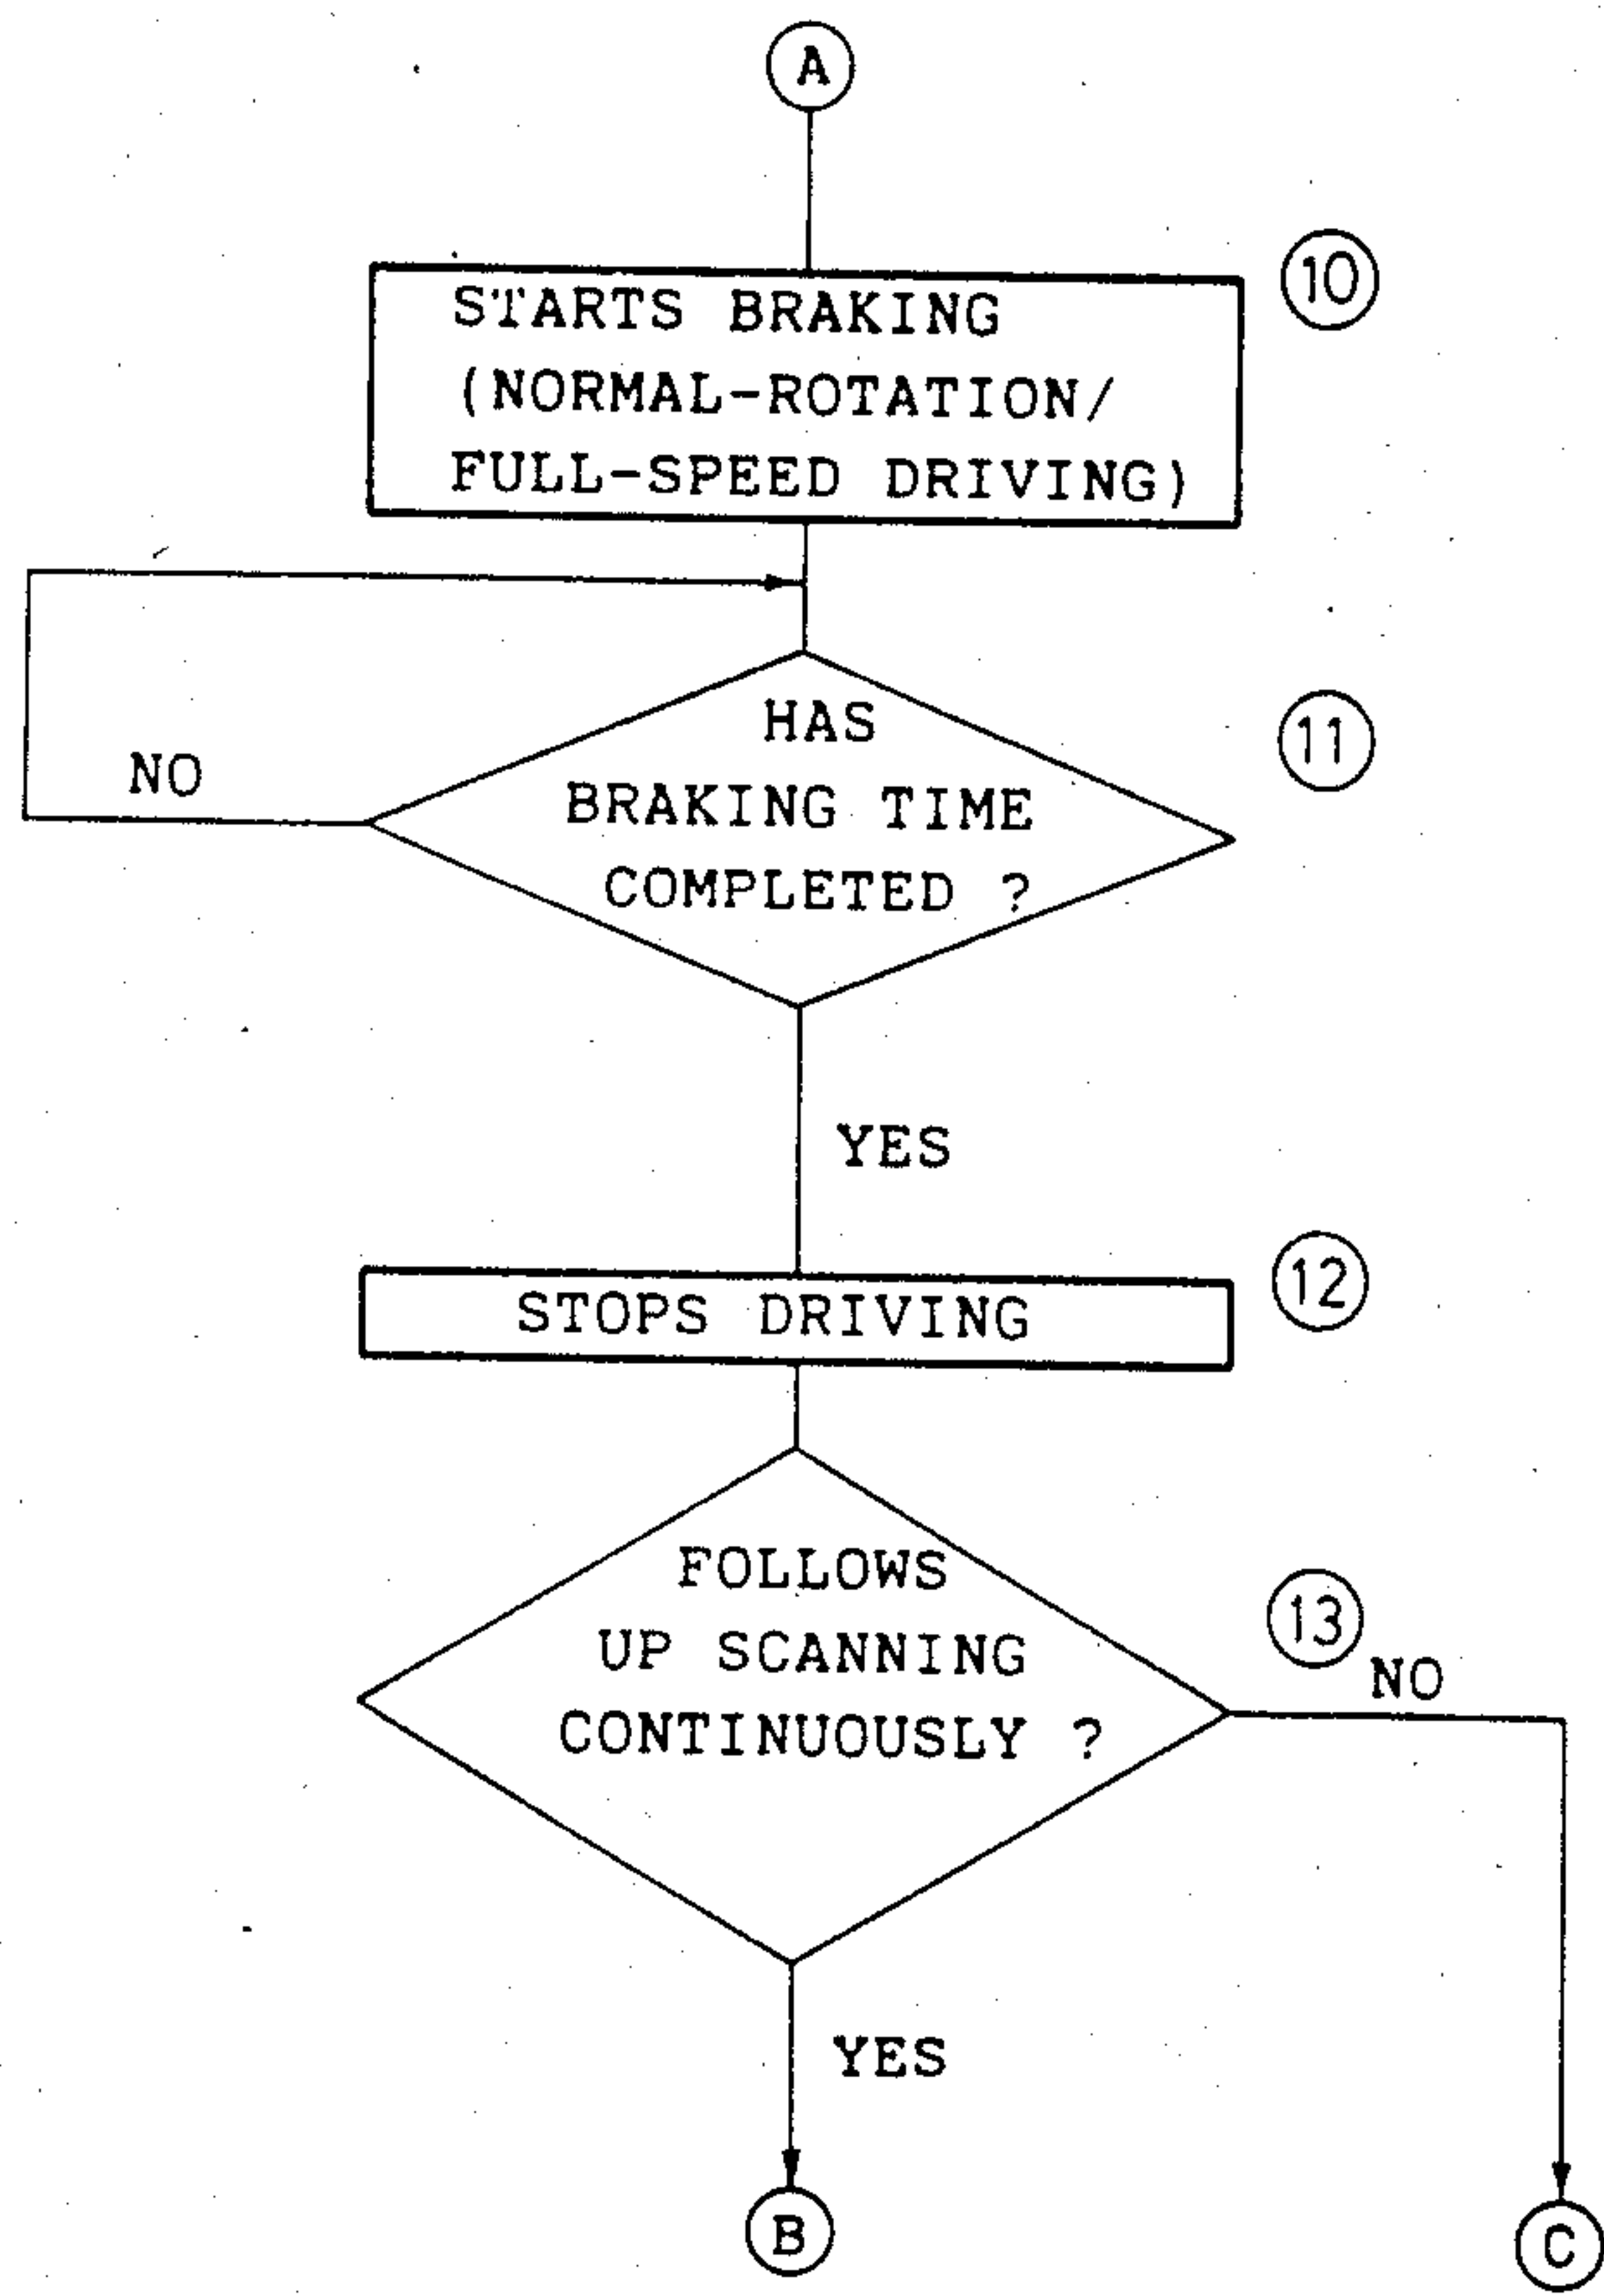 A
STARTS BRAKING
(NORMAL-ROTATION/
FULL-SPEED DRIVING)
10
HAS
BRAKING TIME
COMPLETED ?
11
NO
YES
STOPS DRIVING
12
FOLLOWS
UP SCANNING
CONTINUOUSLY ?
13
NO
YES
B
C